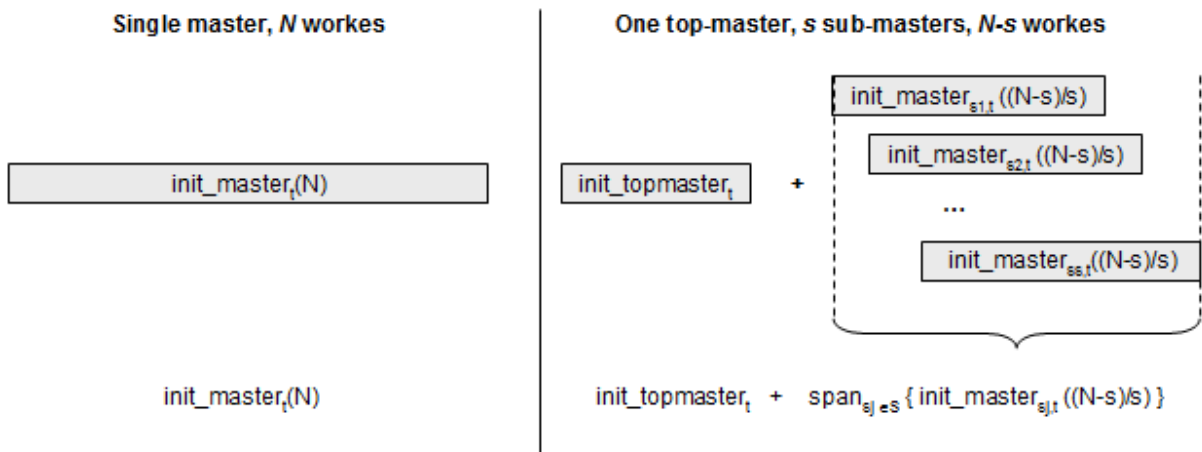 Single master, N workes
init_master_t(N)
init_master_t(N)
One top-master, s sub-masters, N-s workes
init_master_s1,t ((N-s)/s)
init_master_s2,t ((N-s)/s)
init_topmaster_t +
...
init_master_ss,t((N-s)/s)
init_topmaster_t + span_sj∈S { init_master_sj,t ((N-s)/s) }